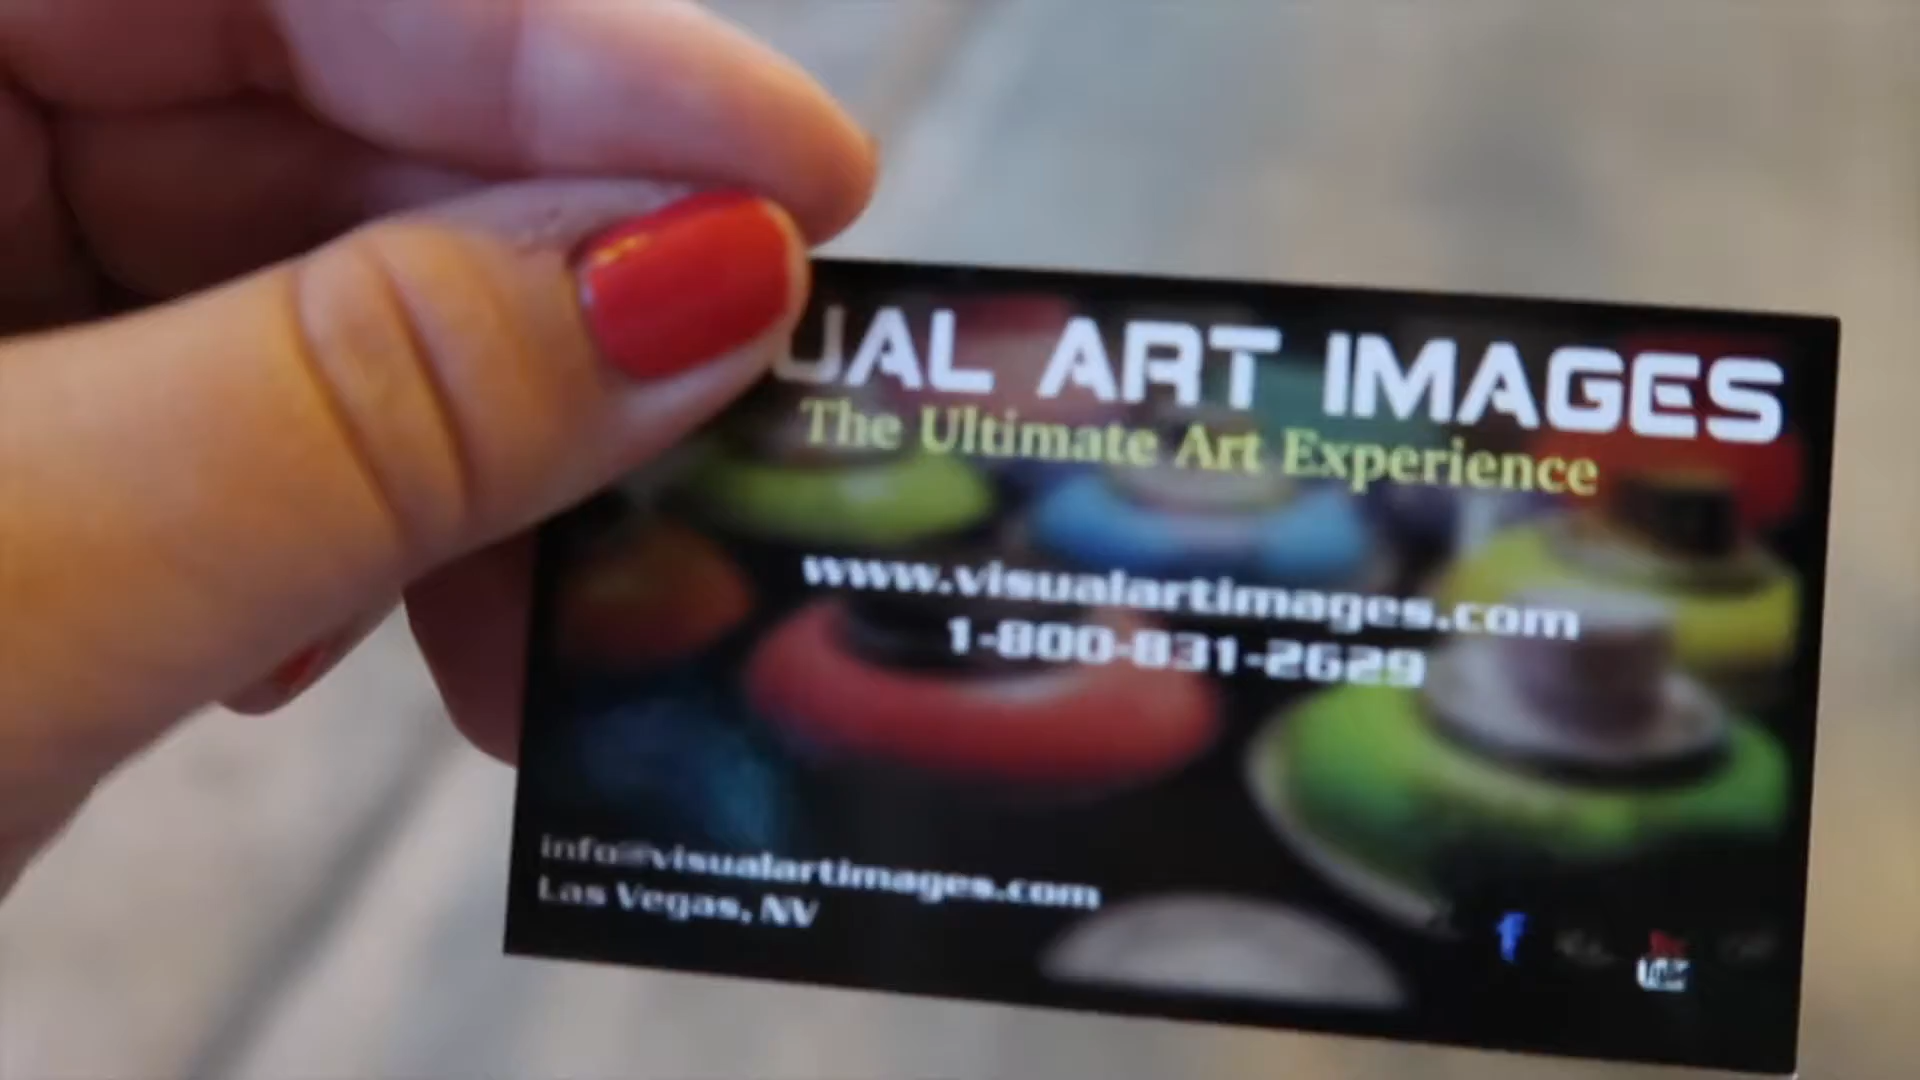 UAL ART IMAGES
The Ultimate Art Experience
www.visualartimages.com
1-800-831-2629
info@visualartimages.com
Las Vegas, NV
f